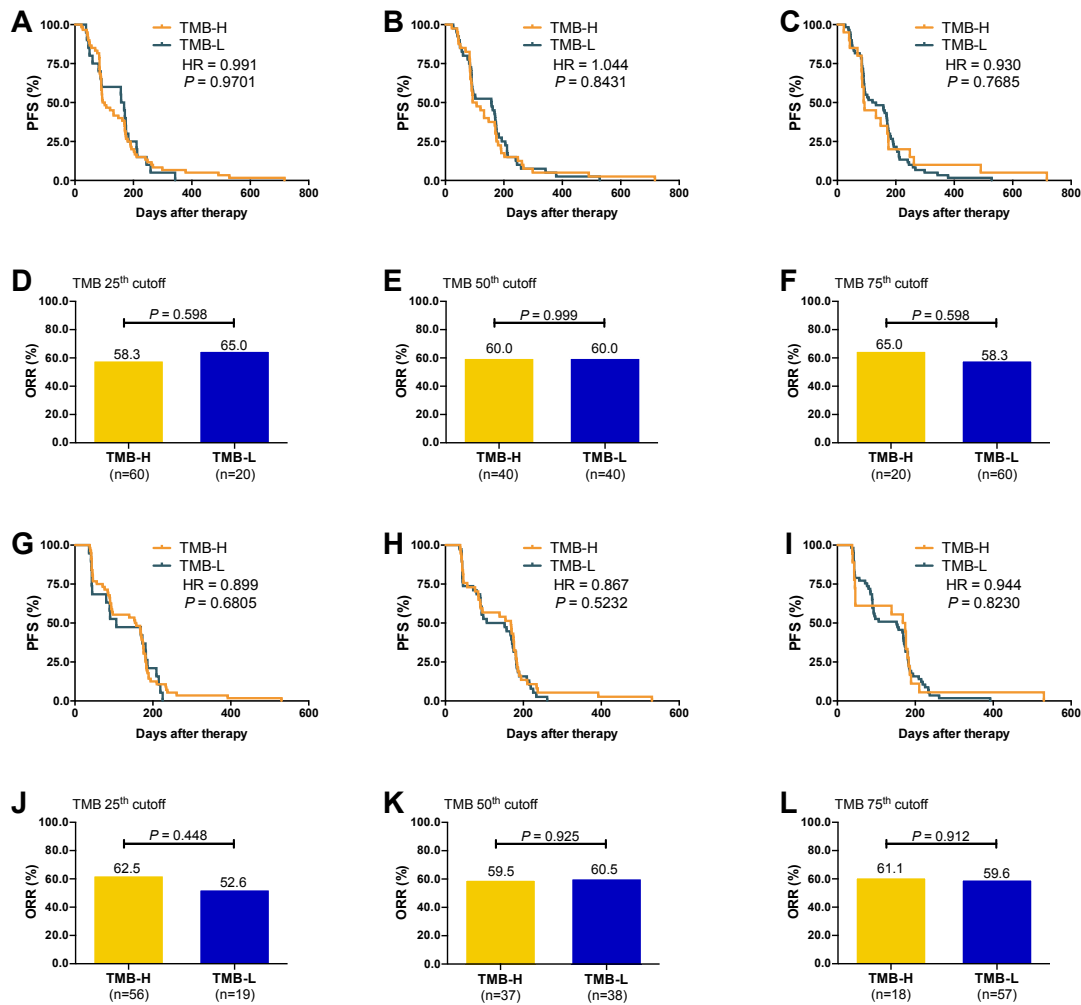 A
TMB-H
TMB-L
HR = 0.991
P = 0.9701
PFS (%)
100.0
75.0
50.0
25.0
0.0
0 200 400 600 800
Days after therapy
B
TMB-H
TMB-L
HR = 1.044
P = 0.8431
PFS (%)
100.0
75.0
50.0
25.0
0.0
0 200 400 600 800
Days after therapy
C
TMB-H
TMB-L
HR = 0.930
P = 0.7685
PFS (%)
100.0
75.0
50.0
25.0
0.0
0 200 400 600 800
Days after therapy
D
TMB 25th cutoff
P = 0.598
58.3
65.0
ORR (%)
100.0
80.0
60.0
40.0
20.0
0.0
TMB-H TMB-L
(n=60) (n=20)
E
TMB 50th cutoff
P = 0.999
60.0
60.0
ORR (%)
100.0
80.0
60.0
40.0
20.0
0.0
TMB-H TMB-L
(n=40) (n=40)
F
TMB 75th cutoff
P = 0.598
65.0
58.3
ORR (%)
100.0
80.0
60.0
40.0
20.0
0.0
TMB-H TMB-L
(n=20) (n=60)
G
TMB-H
TMB-L
HR = 0.899
P = 0.6805
PFS (%)
100.0
75.0
50.0
25.0
0.0
0 200 400 600
Days after therapy
H
TMB-H
TMB-L
HR = 0.867
P = 0.5232
PFS (%)
100.0
75.0
50.0
25.0
0.0
0 200 400 600
Days after therapy
I
TMB-H
TMB-L
HR = 0.944
P = 0.8230
PFS (%)
100.0
75.0
50.0
25.0
0.0
0 200 400 600
Days after therapy
J
TMB 25th cutoff
P = 0.448
62.5
52.6
ORR (%)
100.0
80.0
60.0
40.0
20.0
0.0
TMB-H TMB-L
(n=56) (n=19)
K
TMB 50th cutoff
P = 0.925
59.5
60.5
ORR (%)
100.0
80.0
60.0
40.0
20.0
0.0
TMB-H TMB-L
(n=37) (n=38)
L
TMB 75th cutoff
P = 0.912
61.1
59.6
ORR (%)
100.0
80.0
60.0
40.0
20.0
0.0
TMB-H TMB-L
(n=18) (n=57)